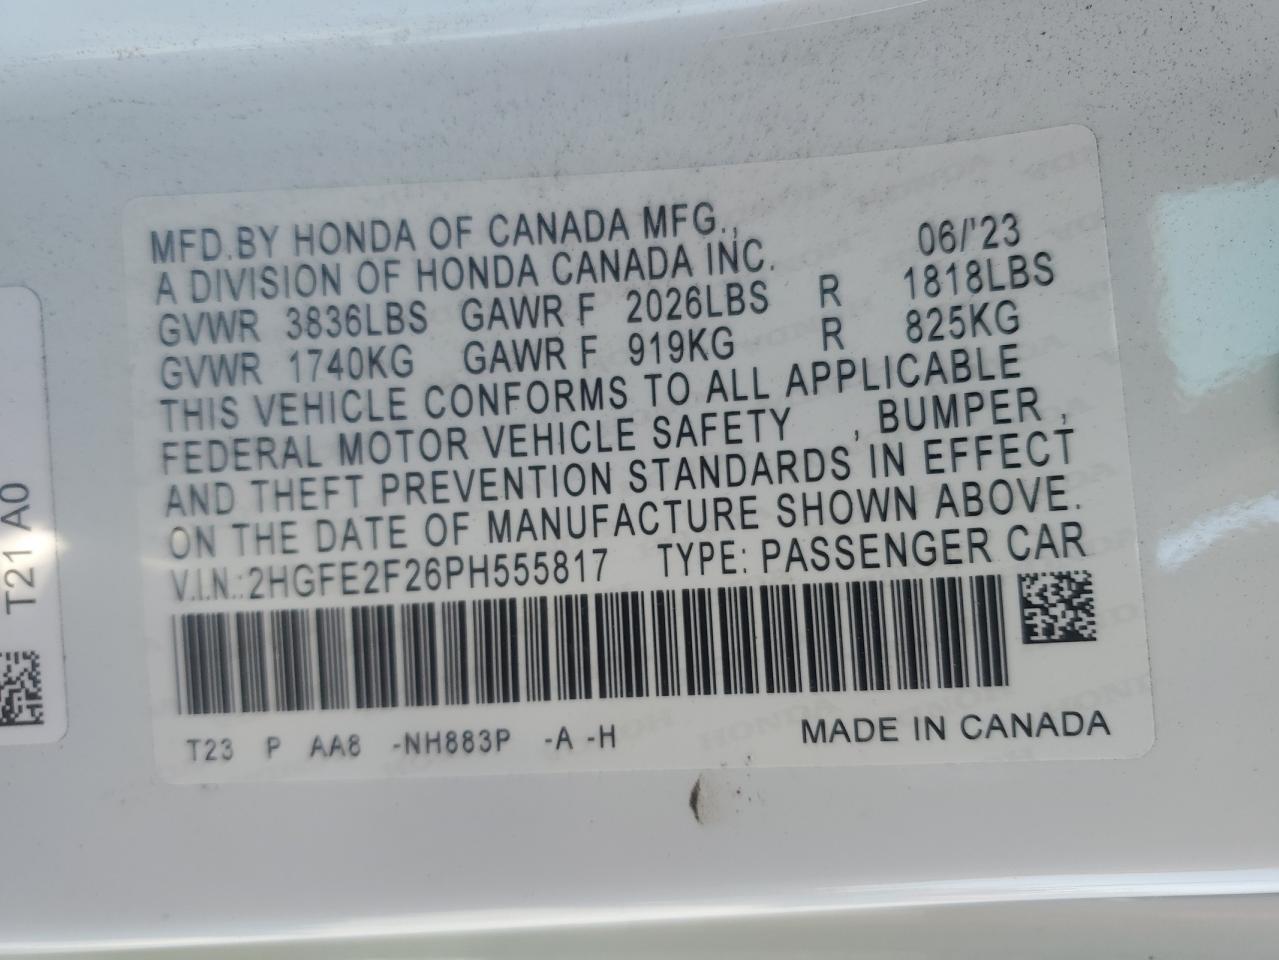 MFD.BY HONDA OF CANADA MFG., 06/'23
A DIVISION OF HONDA CANADA INC.
GVWR 3836LBS GAWR F 2026LBS R 1818LBS
GVWR 1740KG GAWR F 919KG R 825KG
THIS VEHICLE CONFORMS TO ALL APPLICABLE
FEDERAL MOTOR VEHICLE SAFETY , BUMPER ,
AND THEFT PREVENTION STANDARDS IN EFFECT
ON THE DATE OF MANUFACTURE SHOWN ABOVE.
V.I.N.:2HGFE2F26PH555817 TYPE: PASSENGER CAR
T23 P AA8 -NH883P -A -H MADE IN CANADA
T21 A0